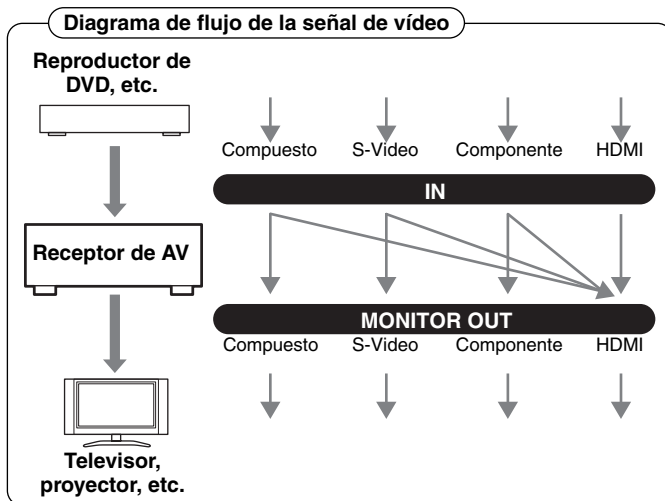 Diagrama de flujo de la señal de vídeo
Reproductor de
DVD, etc.
Compuesto S-Video Componente HDMI
IN
Receptor de AV
MONITOR OUT
Compuesto S-Video Componente HDMI
Televisor,
proyector, etc.